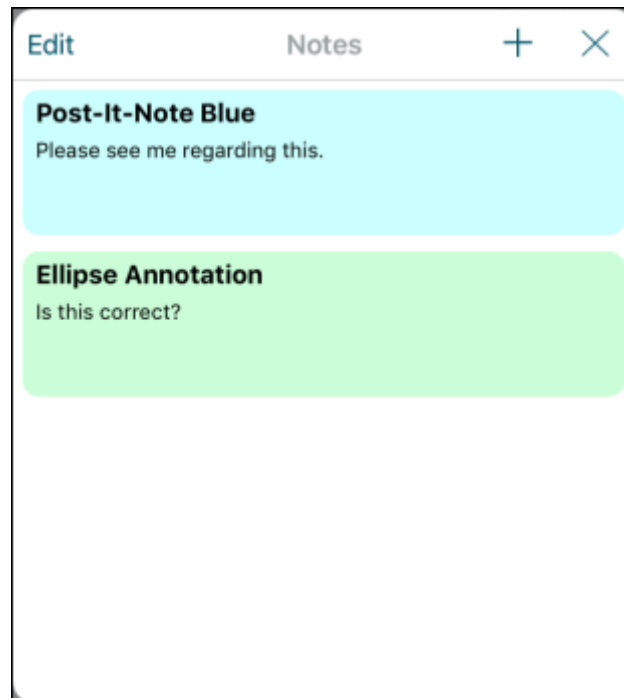 Edit Notes
Post-It-Note Blue
Please see me regarding this.
Ellipse Annotation
Is this correct?